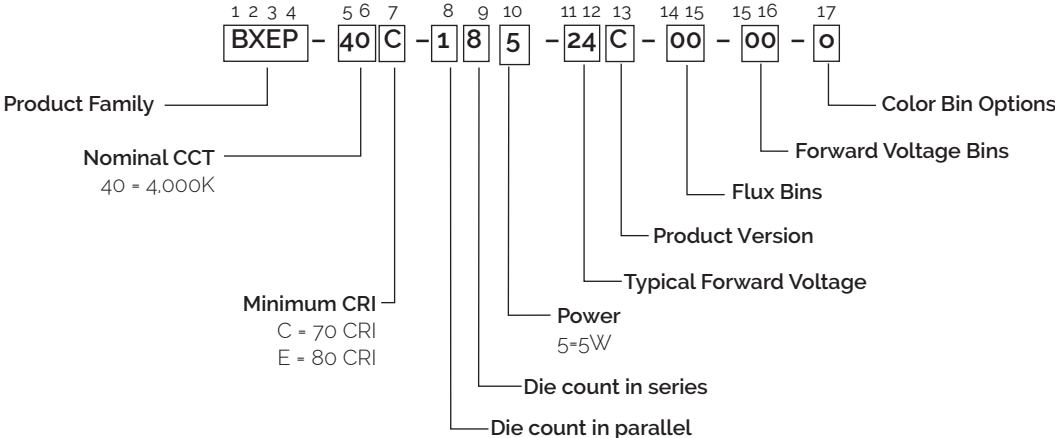 1 2 3 4 5 6 7 8 9 10 11 12 13 14 15 15 16 17
BXEP – 40 C – 1 8 5 – 24 C – 00 – 00 – 0
Product Family
Color Bin Options
Nominal CCT
40 = 4,000K
Forward Voltage Bins
Flux Bins
Product Version
Typical Forward Voltage
Minimum CRI
C = 70 CRI
E = 80 CRI
Power
5=5W
Die count in series
Die count in parallel